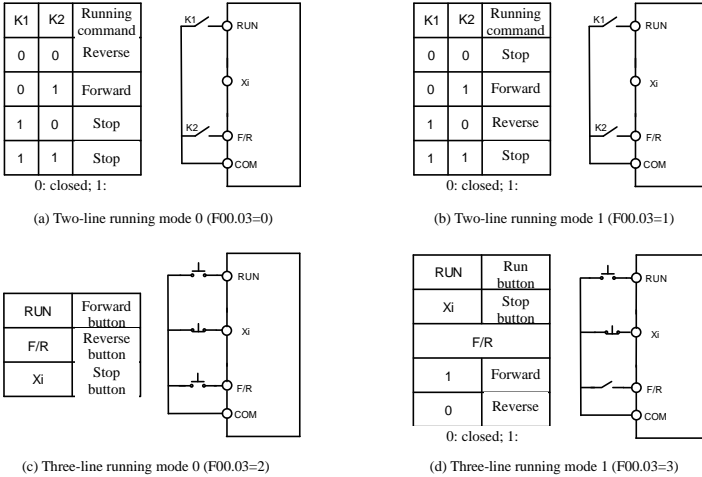 K1 K2 Running command
0 0 Reverse
0 1 Forward
1 0 Stop
1 1 Stop
0: closed; 1:
K1
RUN
Xi
K2
F/R
COM
(a) Two-line running mode 0 (F00.03=0)
K1 K2 Running command
0 0 Stop
0 1 Forward
1 0 Reverse
1 1 Stop
0: closed; 1:
K1
RUN
Xi
K2
F/R
COM
(b) Two-line running mode 1 (F00.03=1)
RUN Forward button
F/R Reverse button
Xi Stop button
RUN
Xi
F/R
COM
(c) Three-line running mode 0 (F00.03=2)
RUN Run button
Xi Stop button
F/R
1 Forward
0 Reverse
0: closed; 1:
RUN
Xi
F/R
COM
(d) Three-line running mode 1 (F00.03=3)